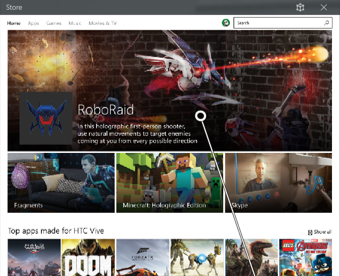 Store
Home Apps Games Music Movies & TV
Search
RoboRaid
In this holographic first-person shooter,
use natural movements to target enemies
coming at you from every possible direction
Fragments
Minecraft: Holographic Edition
Skype
Top apps made for HTC Vive
Show all
DOOM
LEGO